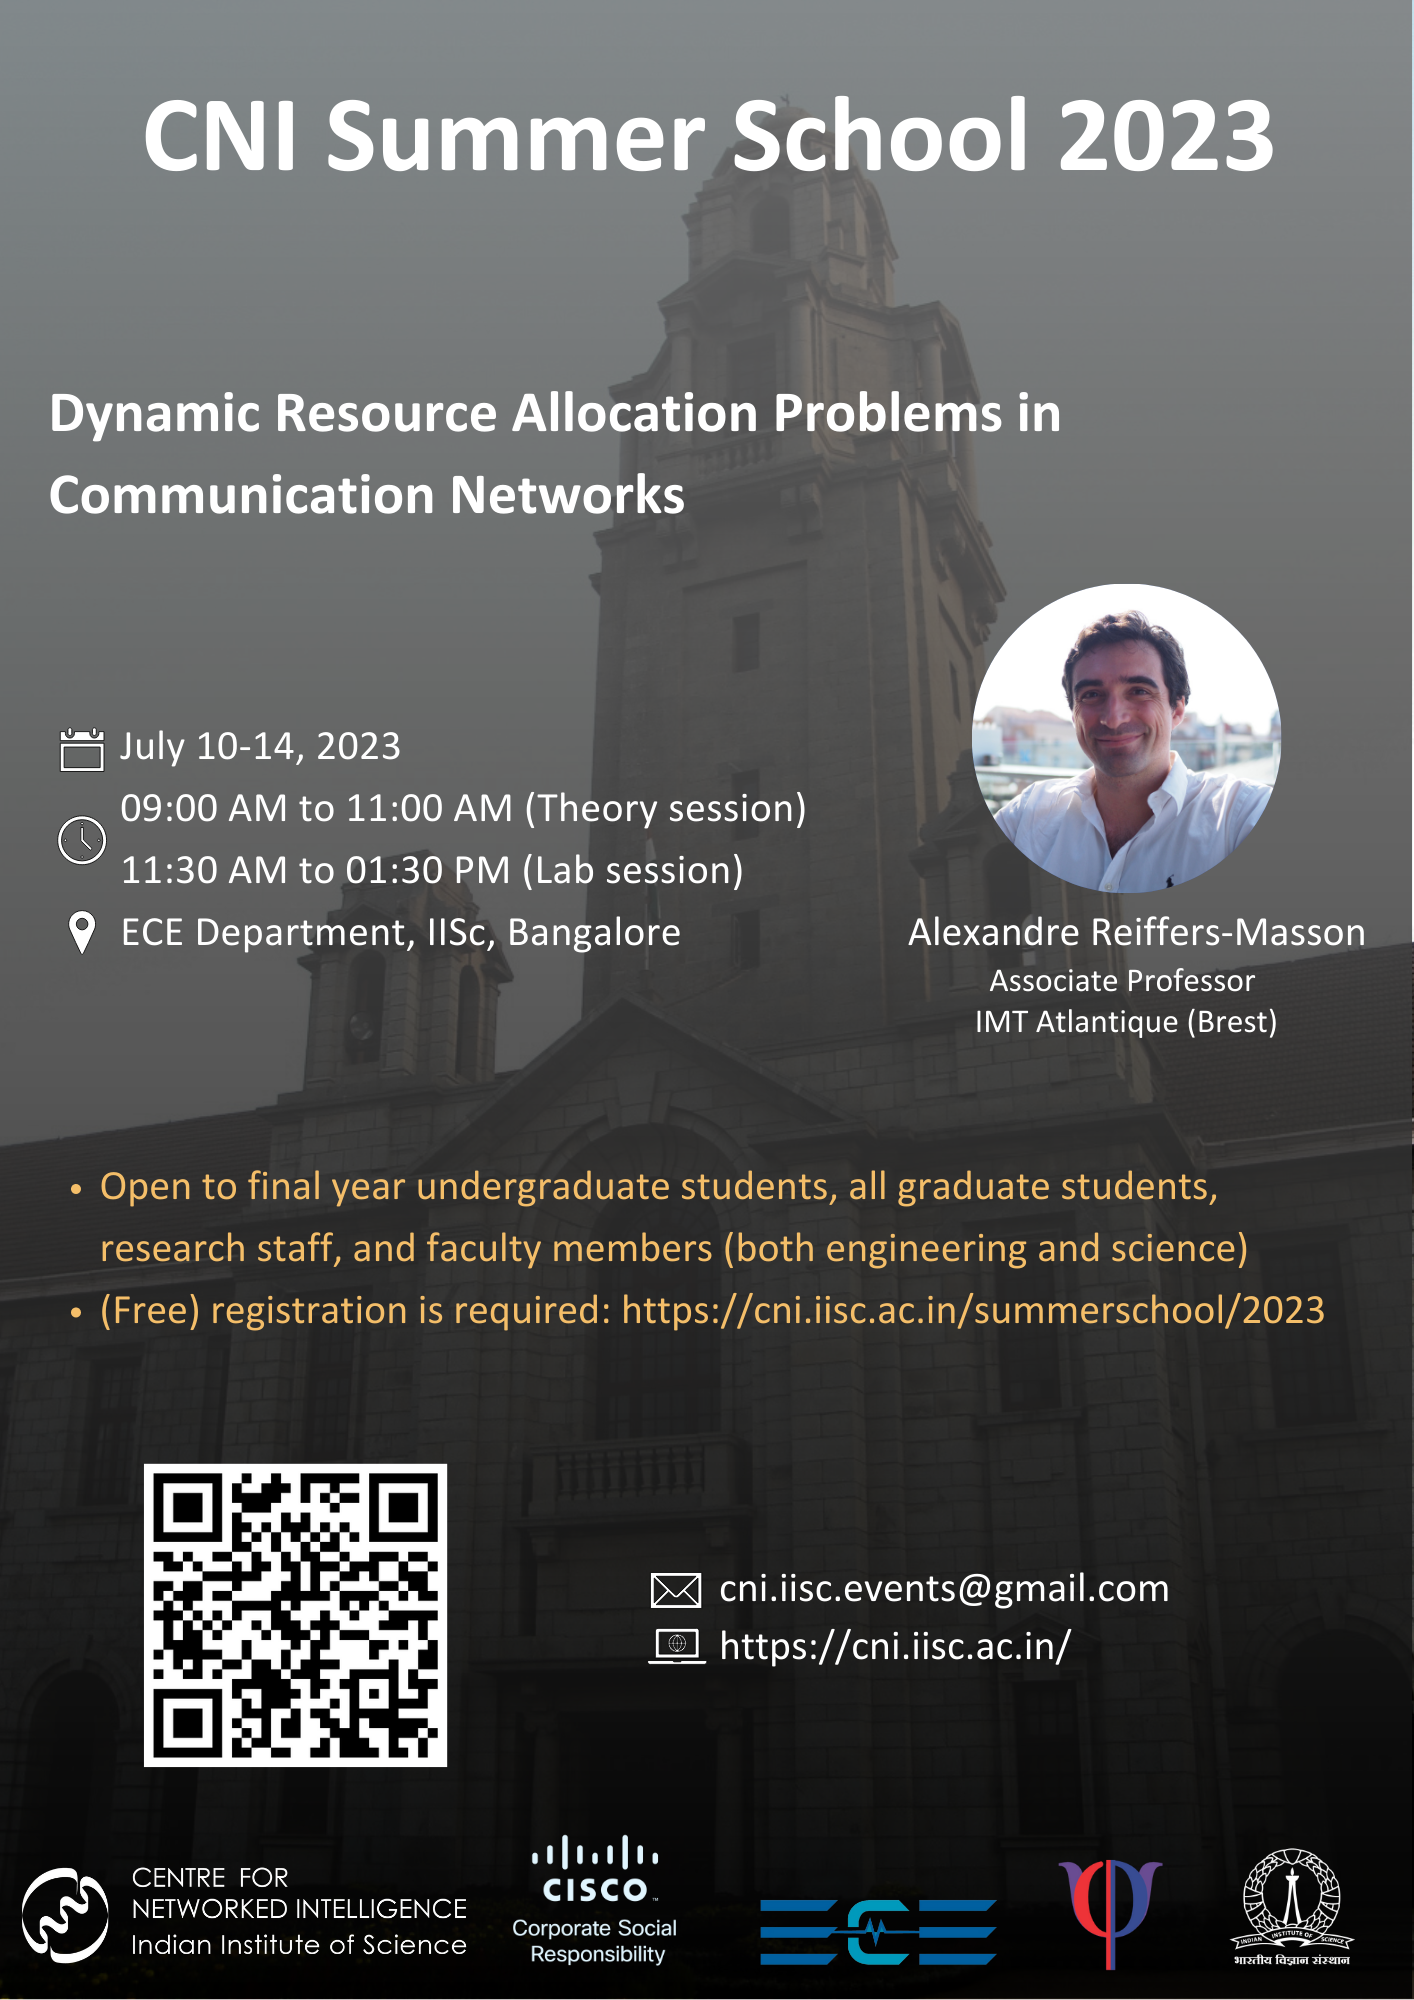 CNI Summer School 2023
Dynamic Resource Allocation Problems in
Communication Networks
July 10-14, 2023
09:00 AM to 11:00 AM (Theory session)
11:30 AM to 01:30 PM (Lab session)
ECE Department, IISc, Bangalore
Alexandre Reiffers-Masson
Associate Professor
IMT Atlantique (Brest)
• Open to final year undergraduate students, all graduate students,
research staff, and faculty members (both engineering and science)
• (Free) registration is required: https://cni.iisc.ac.in/summerschool/2023
cni.iisc.events@gmail.com
https://cni.iisc.ac.in/
CENTRE FOR
NETWORKED INTELLIGENCE
Indian Institute of Science
CISCO™
Corporate Social
Responsibility
ECE
INDIAN INSTITUTE OF SCIENCE
भारतीय विज्ञान संस्थान